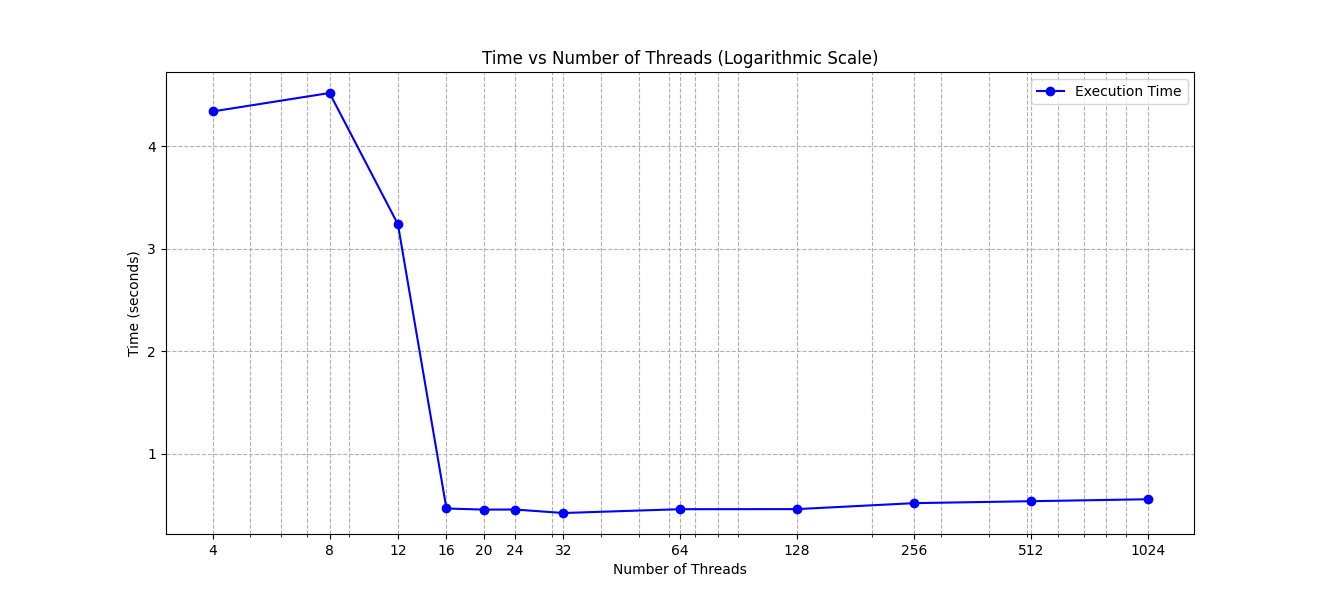 Time vs Number of Threads (Logarithmic Scale)
Execution Time
4
3
2
1
Time (seconds)
4 8 12 16 20 24 32 64 128 256 512 1024
Number of Threads